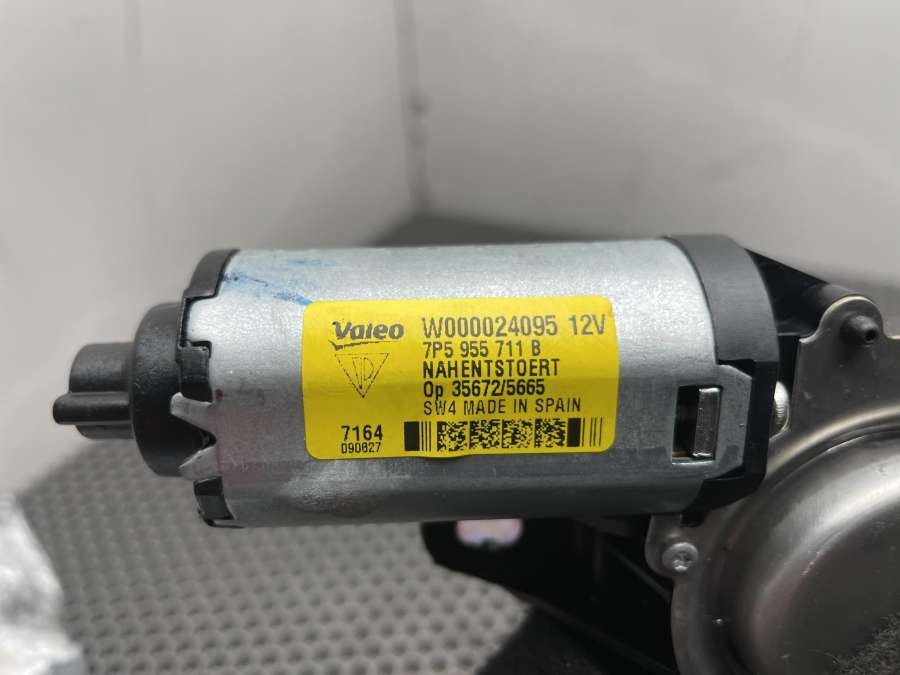 Valeo W000024095 12V
7P5 955 711 B
NAHENTSTOERT
Op 35672/5665
SW4 MADE IN SPAIN
7164
090827